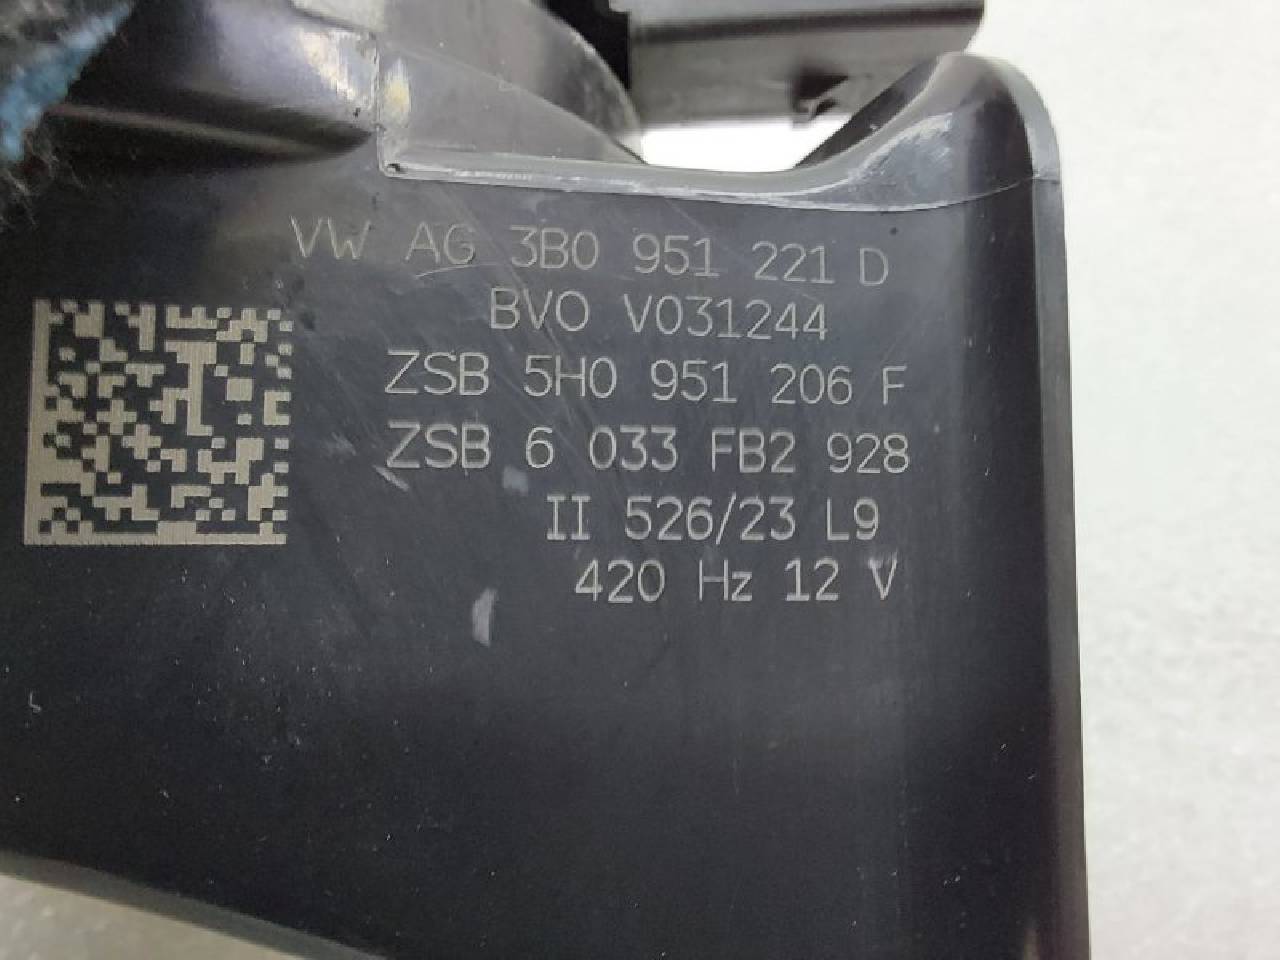 VW AG 3B0 951 221 D
BVO V031244
ZSB 5H0 951 206 F
ZSB 6 033 FB2 928
II 526/23 L9
420 Hz 12 V